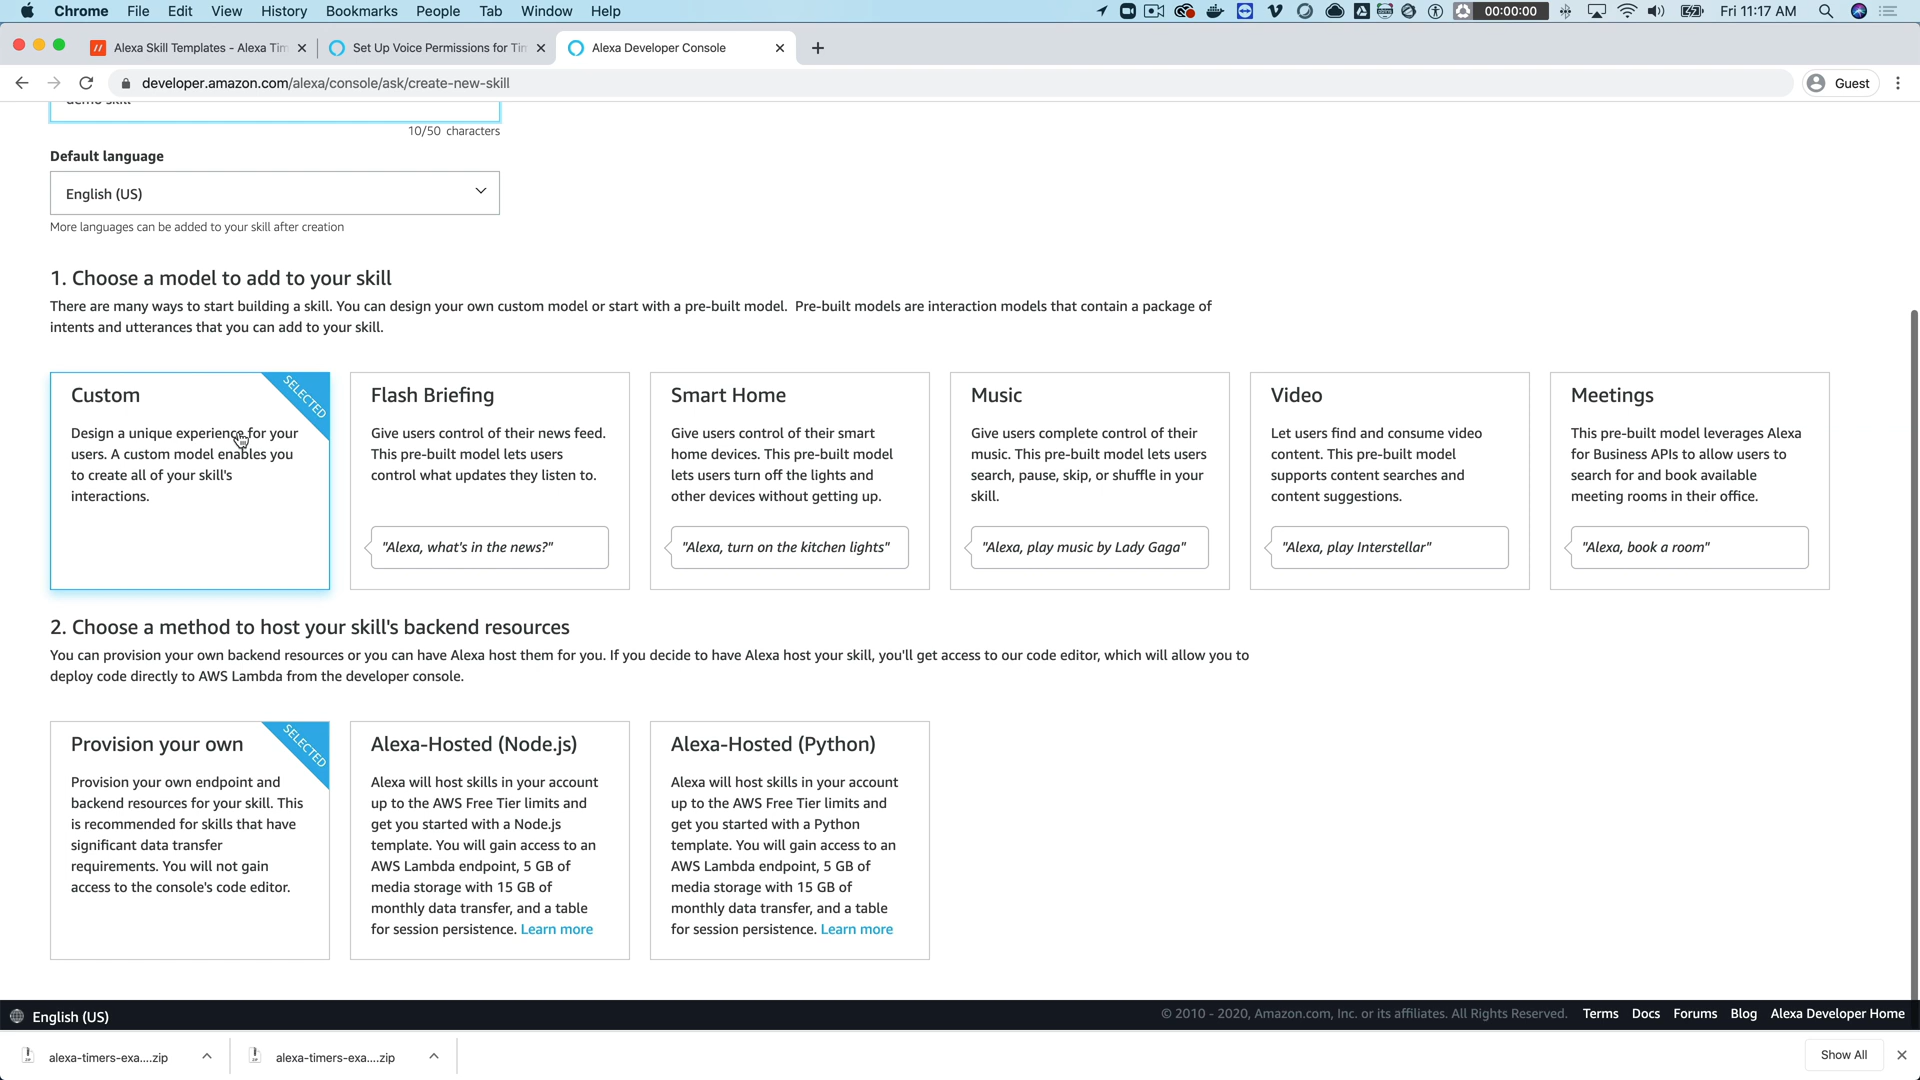 Chrome File Edit View History Bookmarks People Tab Window Help 00:00:00 Fri 11:17 AM
Alexa Skill Templates - Alexa Tim Set Up Voice Permissions for Tim Alexa Developer Console
developer.amazon.com/alexa/console/ask/create-new-skill Guest
demo skill
10/50 characters
Default language
English (US)
More languages can be added to your skill after creation
1. Choose a model to add to your skill
There are many ways to start building a skill. You can design your own custom model or start with a pre-built model. Pre-built models are interaction models that contain a package of
intents and utterances that you can add to your skill.
Custom
SELECTED
Design a unique experience for your
users. A custom model enables you
to create all of your skill's
interactions.
Flash Briefing
Give users control of their news feed.
This pre-built model lets users
control what updates they listen to.
"Alexa, what's in the news?"
Smart Home
Give users control of their smart
home devices. This pre-built model
lets users turn off the lights and
other devices without getting up.
"Alexa, turn on the kitchen lights"
Music
Give users complete control of their
music. This pre-built model lets users
search, pause, skip, or shuffle in your
skill.
"Alexa, play music by Lady Gaga"
Video
Let users find and consume video
content. This pre-built model
supports content searches and
content suggestions.
"Alexa, play Interstellar"
Meetings
This pre-built model leverages Alexa
for Business APIs to allow users to
search for and book available
meeting rooms in their office.
"Alexa, book a room"
2. Choose a method to host your skill's backend resources
You can provision your own backend resources or you can have Alexa host them for you. If you decide to have Alexa host your skill, you'll get access to our code editor, which will allow you to
deploy code directly to AWS Lambda from the developer console.
Provision your own
SELECTED
Provision your own endpoint and
backend resources for your skill. This
is recommended for skills that have
significant data transfer
requirements. You will not gain
access to the console's code editor.
Alexa-Hosted (Node.js)
Alexa will host skills in your account
up to the AWS Free Tier limits and
get you started with a Node.js
template. You will gain access to an
AWS Lambda endpoint, 5 GB of
media storage with 15 GB of
monthly data transfer, and a table
for session persistence. Learn more
Alexa-Hosted (Python)
Alexa will host skills in your account
up to the AWS Free Tier limits and
get you started with a Python
template. You will gain access to an
AWS Lambda endpoint, 5 GB of
media storage with 15 GB of
monthly data transfer, and a table
for session persistence. Learn more
English (US) © 2010 - 2020, Amazon.com, Inc. or its affiliates. All Rights Reserved. Terms Docs Forums Blog Alexa Developer Home
alexa-timers-exa....zip alexa-timers-exa....zip Show All